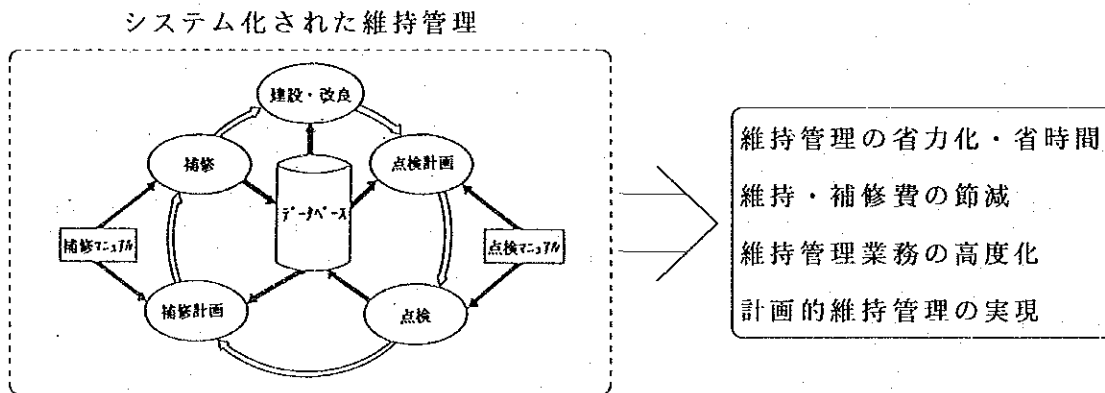 システム化された維持管理
建設・改良
補修
点検計画
データベース
補修マニュアル
点検マニュアル
補修計画
点検
維持管理の省力化・省時間
維持・補修費の節減
維持管理業務の高度化
計画的維持管理の実現